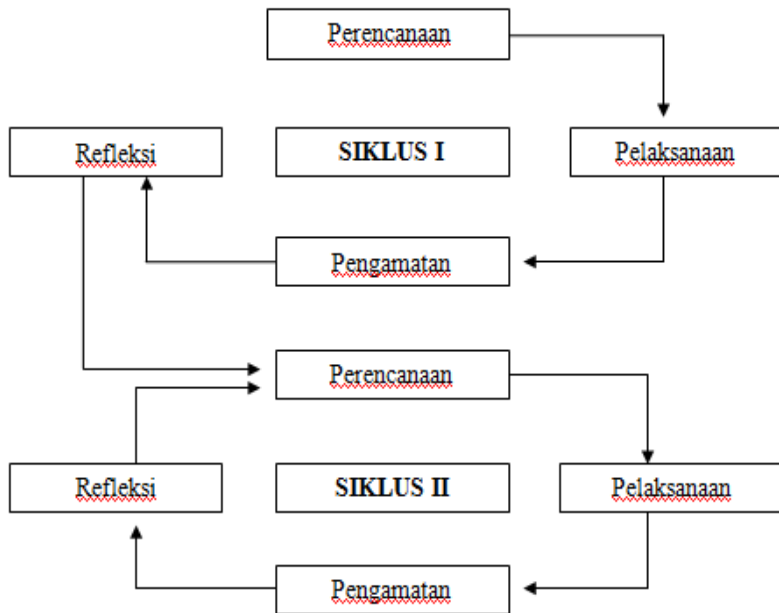 Perencanaan
Refleksi
SIKLUS I
Pelaksanaan
Pengamatan
Perencanaan
Refleksi
SIKLUS II
Pelaksanaan
Pengamatan